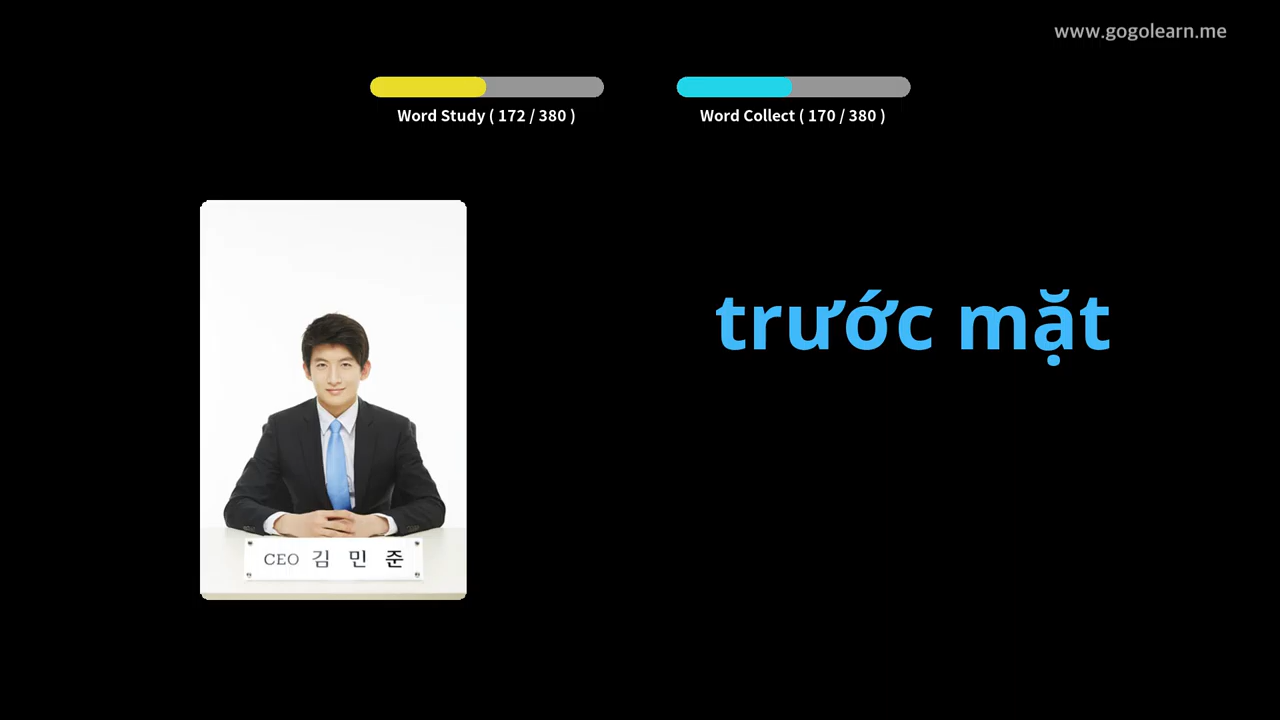 www.gogolearn.me
Word Study ( 172 / 380 )
Word Collect ( 170 / 380 )
trước mặt
CEO 김 민 준